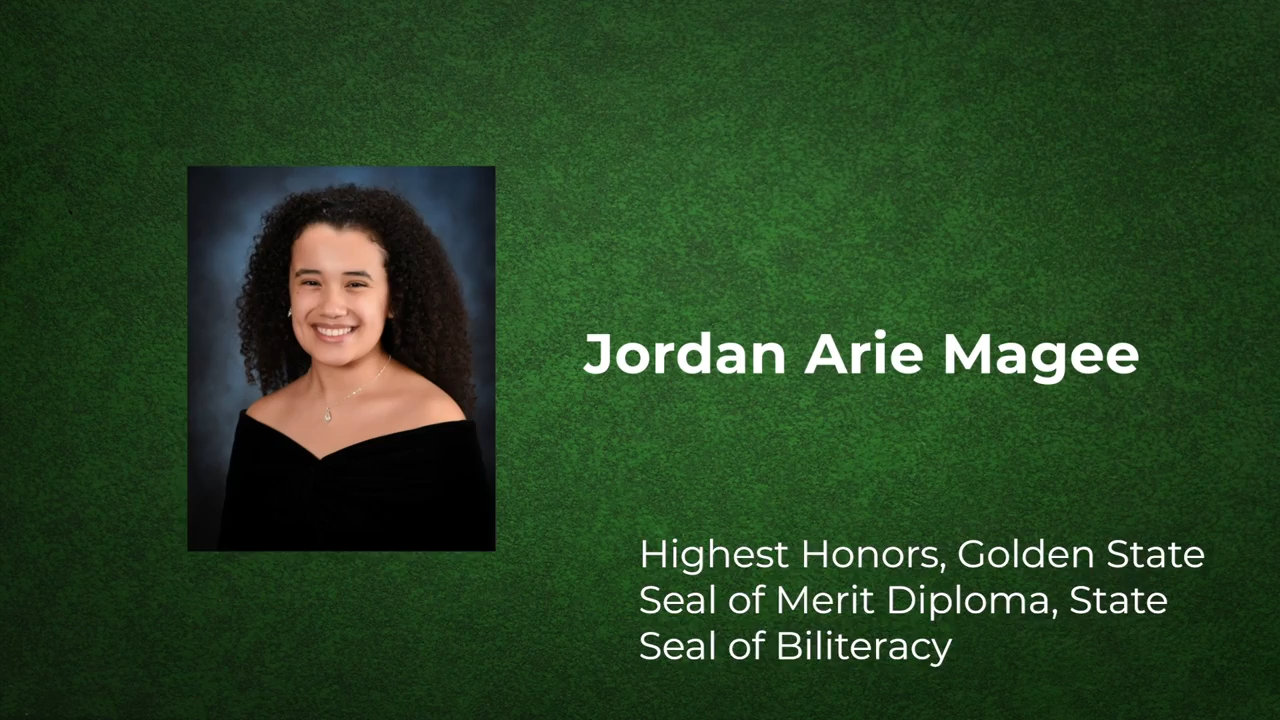 Jordan Arie Magee
Highest Honors, Golden State
Seal of Merit Diploma, State
Seal of Biliteracy